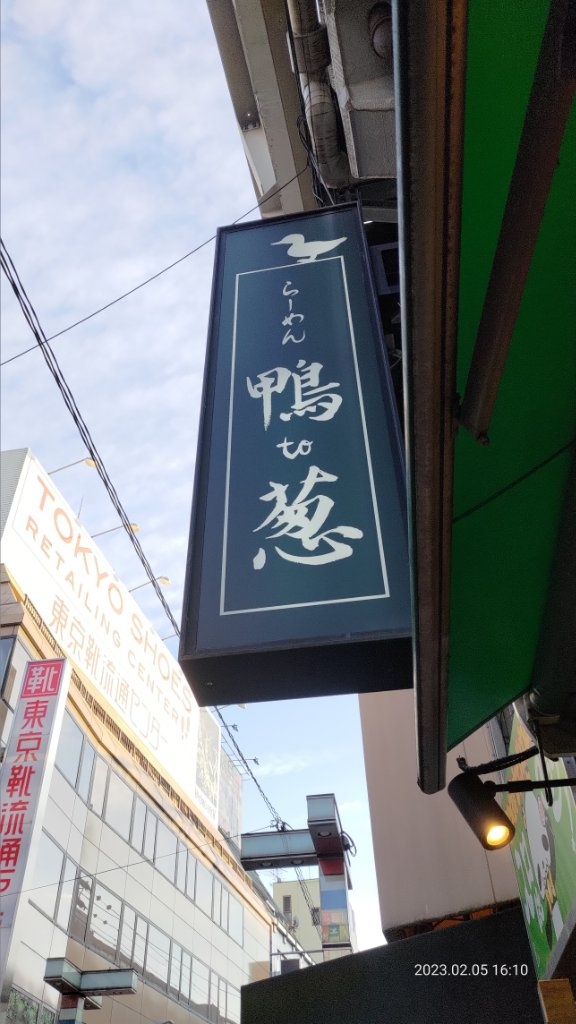 らーめん
鴨
to
葱
TOKYO SHOES
RETAILING CENTER
東京靴流通センター
靴
東京靴流通
2023.02.05 16:10